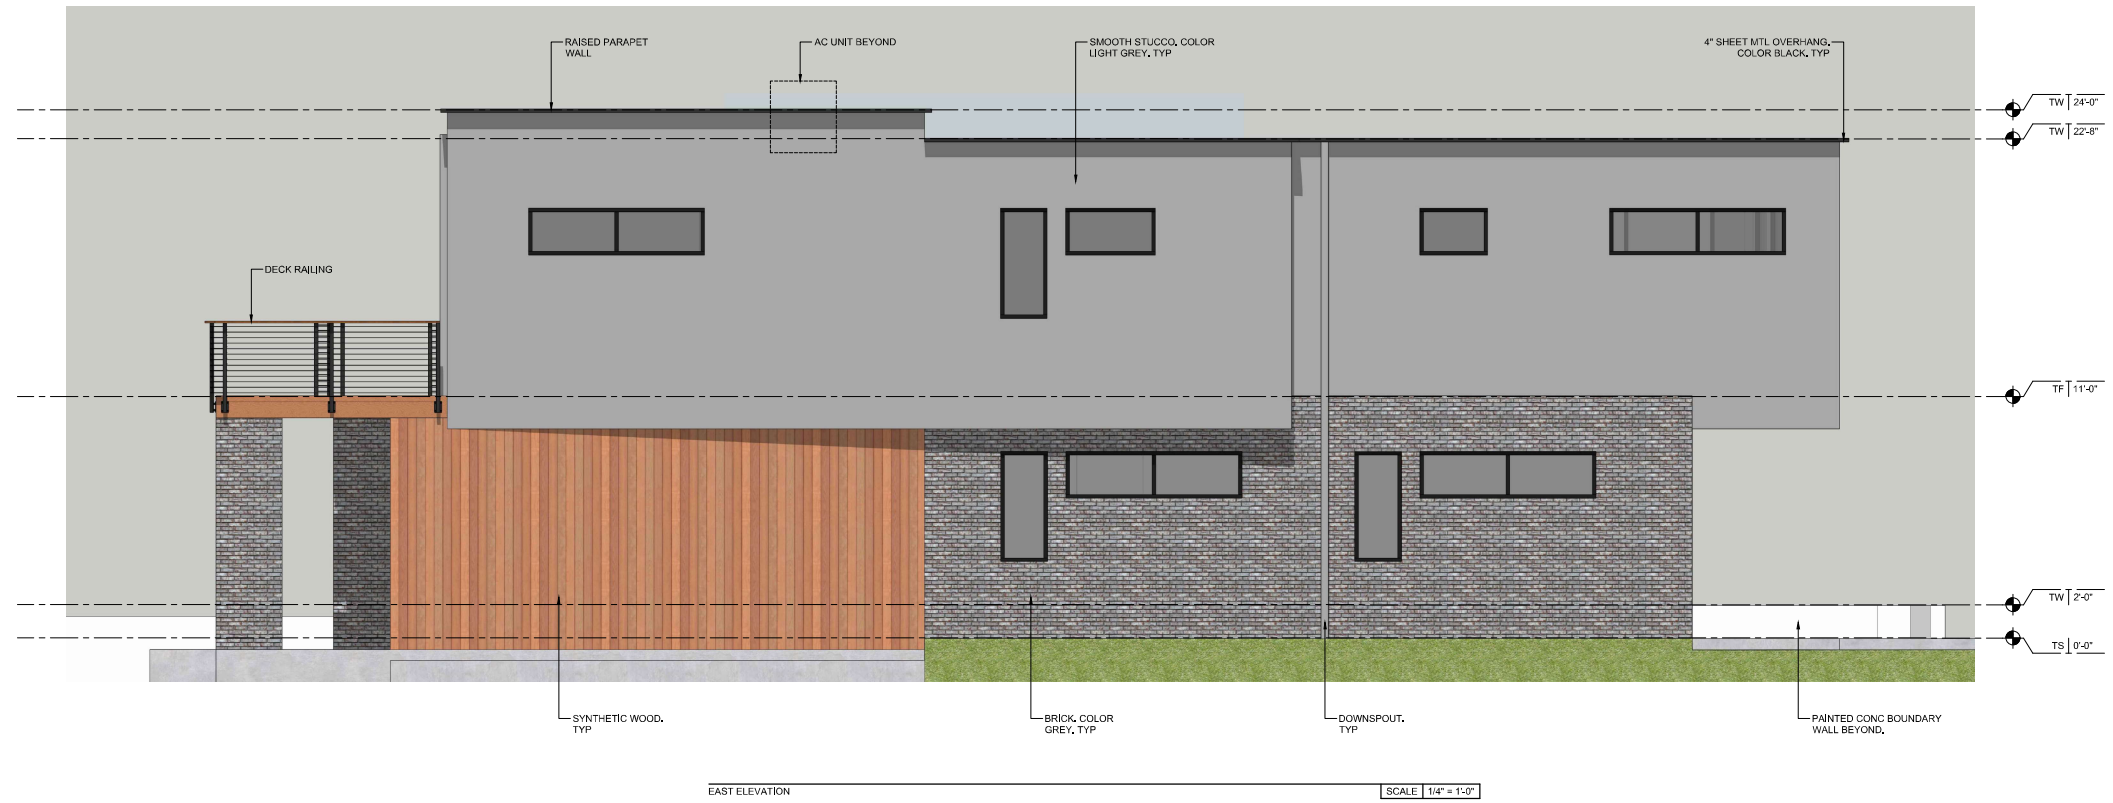 RAISED PARAPET
WALL
AC UNIT BEYOND
SMOOTH STUCCO, COLOR
LIGHT GREY, TYP
4" SHEET MTL OVERHANG,
COLOR BLACK, TYP
TW 24'-0"
TW 22'-8"
DECK RAILING
TF 11'-0"
TW 2'-0"
TS 0'-0"
SYNTHETIC WOOD,
TYP
BRICK, COLOR
GREY, TYP
DOWNSPOUT,
TYP
PAINTED CONC BOUNDARY
WALL BEYOND,
EAST ELEVATION
SCALE 1/4" = 1'-0"